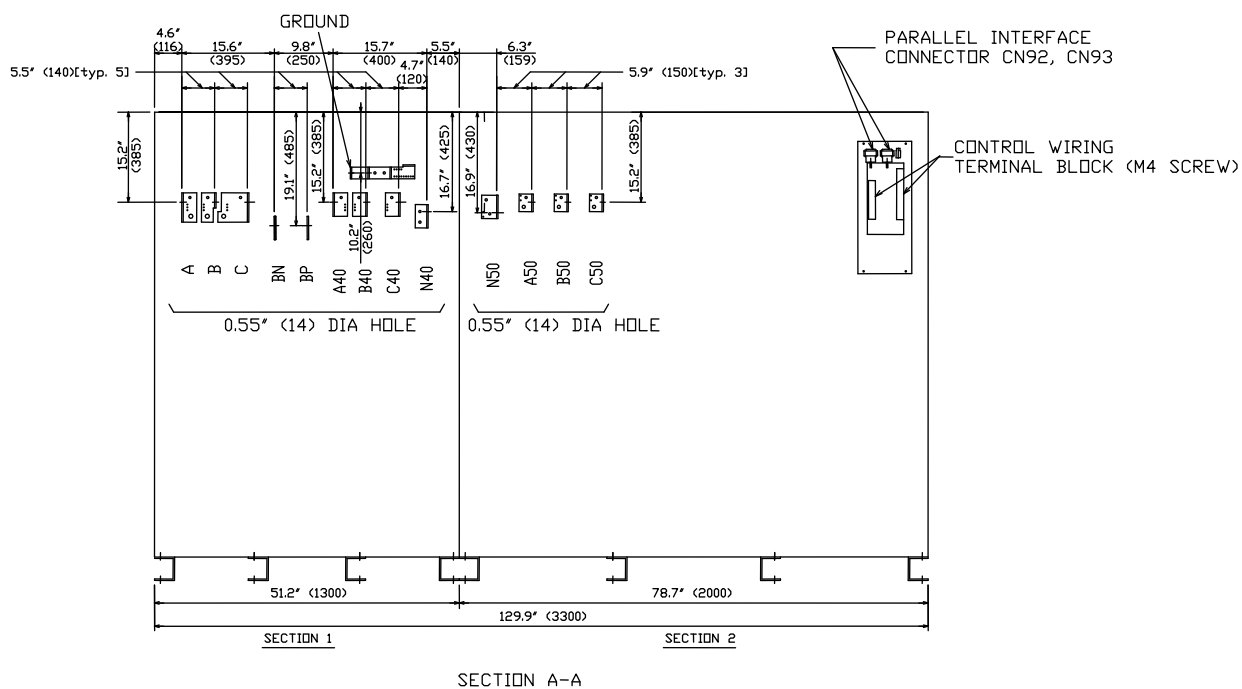 GROUND
4.6"
(116)
15.6"
(395)
9.8"
(250)
15.7"
(400)
4.7"
(120)
5.5"
(140)
6.3"
(159)
PARALLEL INTERFACE
CONNECTOR CN92, CN93
5.5" (140)[typ. 5]
5.9" (150)[typ. 3]
15.2"
(385)
19.1" (485)
15.2" (385)
10.2"
(260)
16.7" (425)
16.9" (430)
15.2" (385)
CONTROL WIRING
TERMINAL BLOCK (M4 SCREW)
A
B
C
BN
BP
A40
B40
C40
N40
N50
A50
B50
C50
0.55" (14) DIA HOLE
0.55" (14) DIA HOLE
51.2" (1300)
78.7" (2000)
129.9" (3300)
SECTION 1
SECTION 2
SECTION A-A